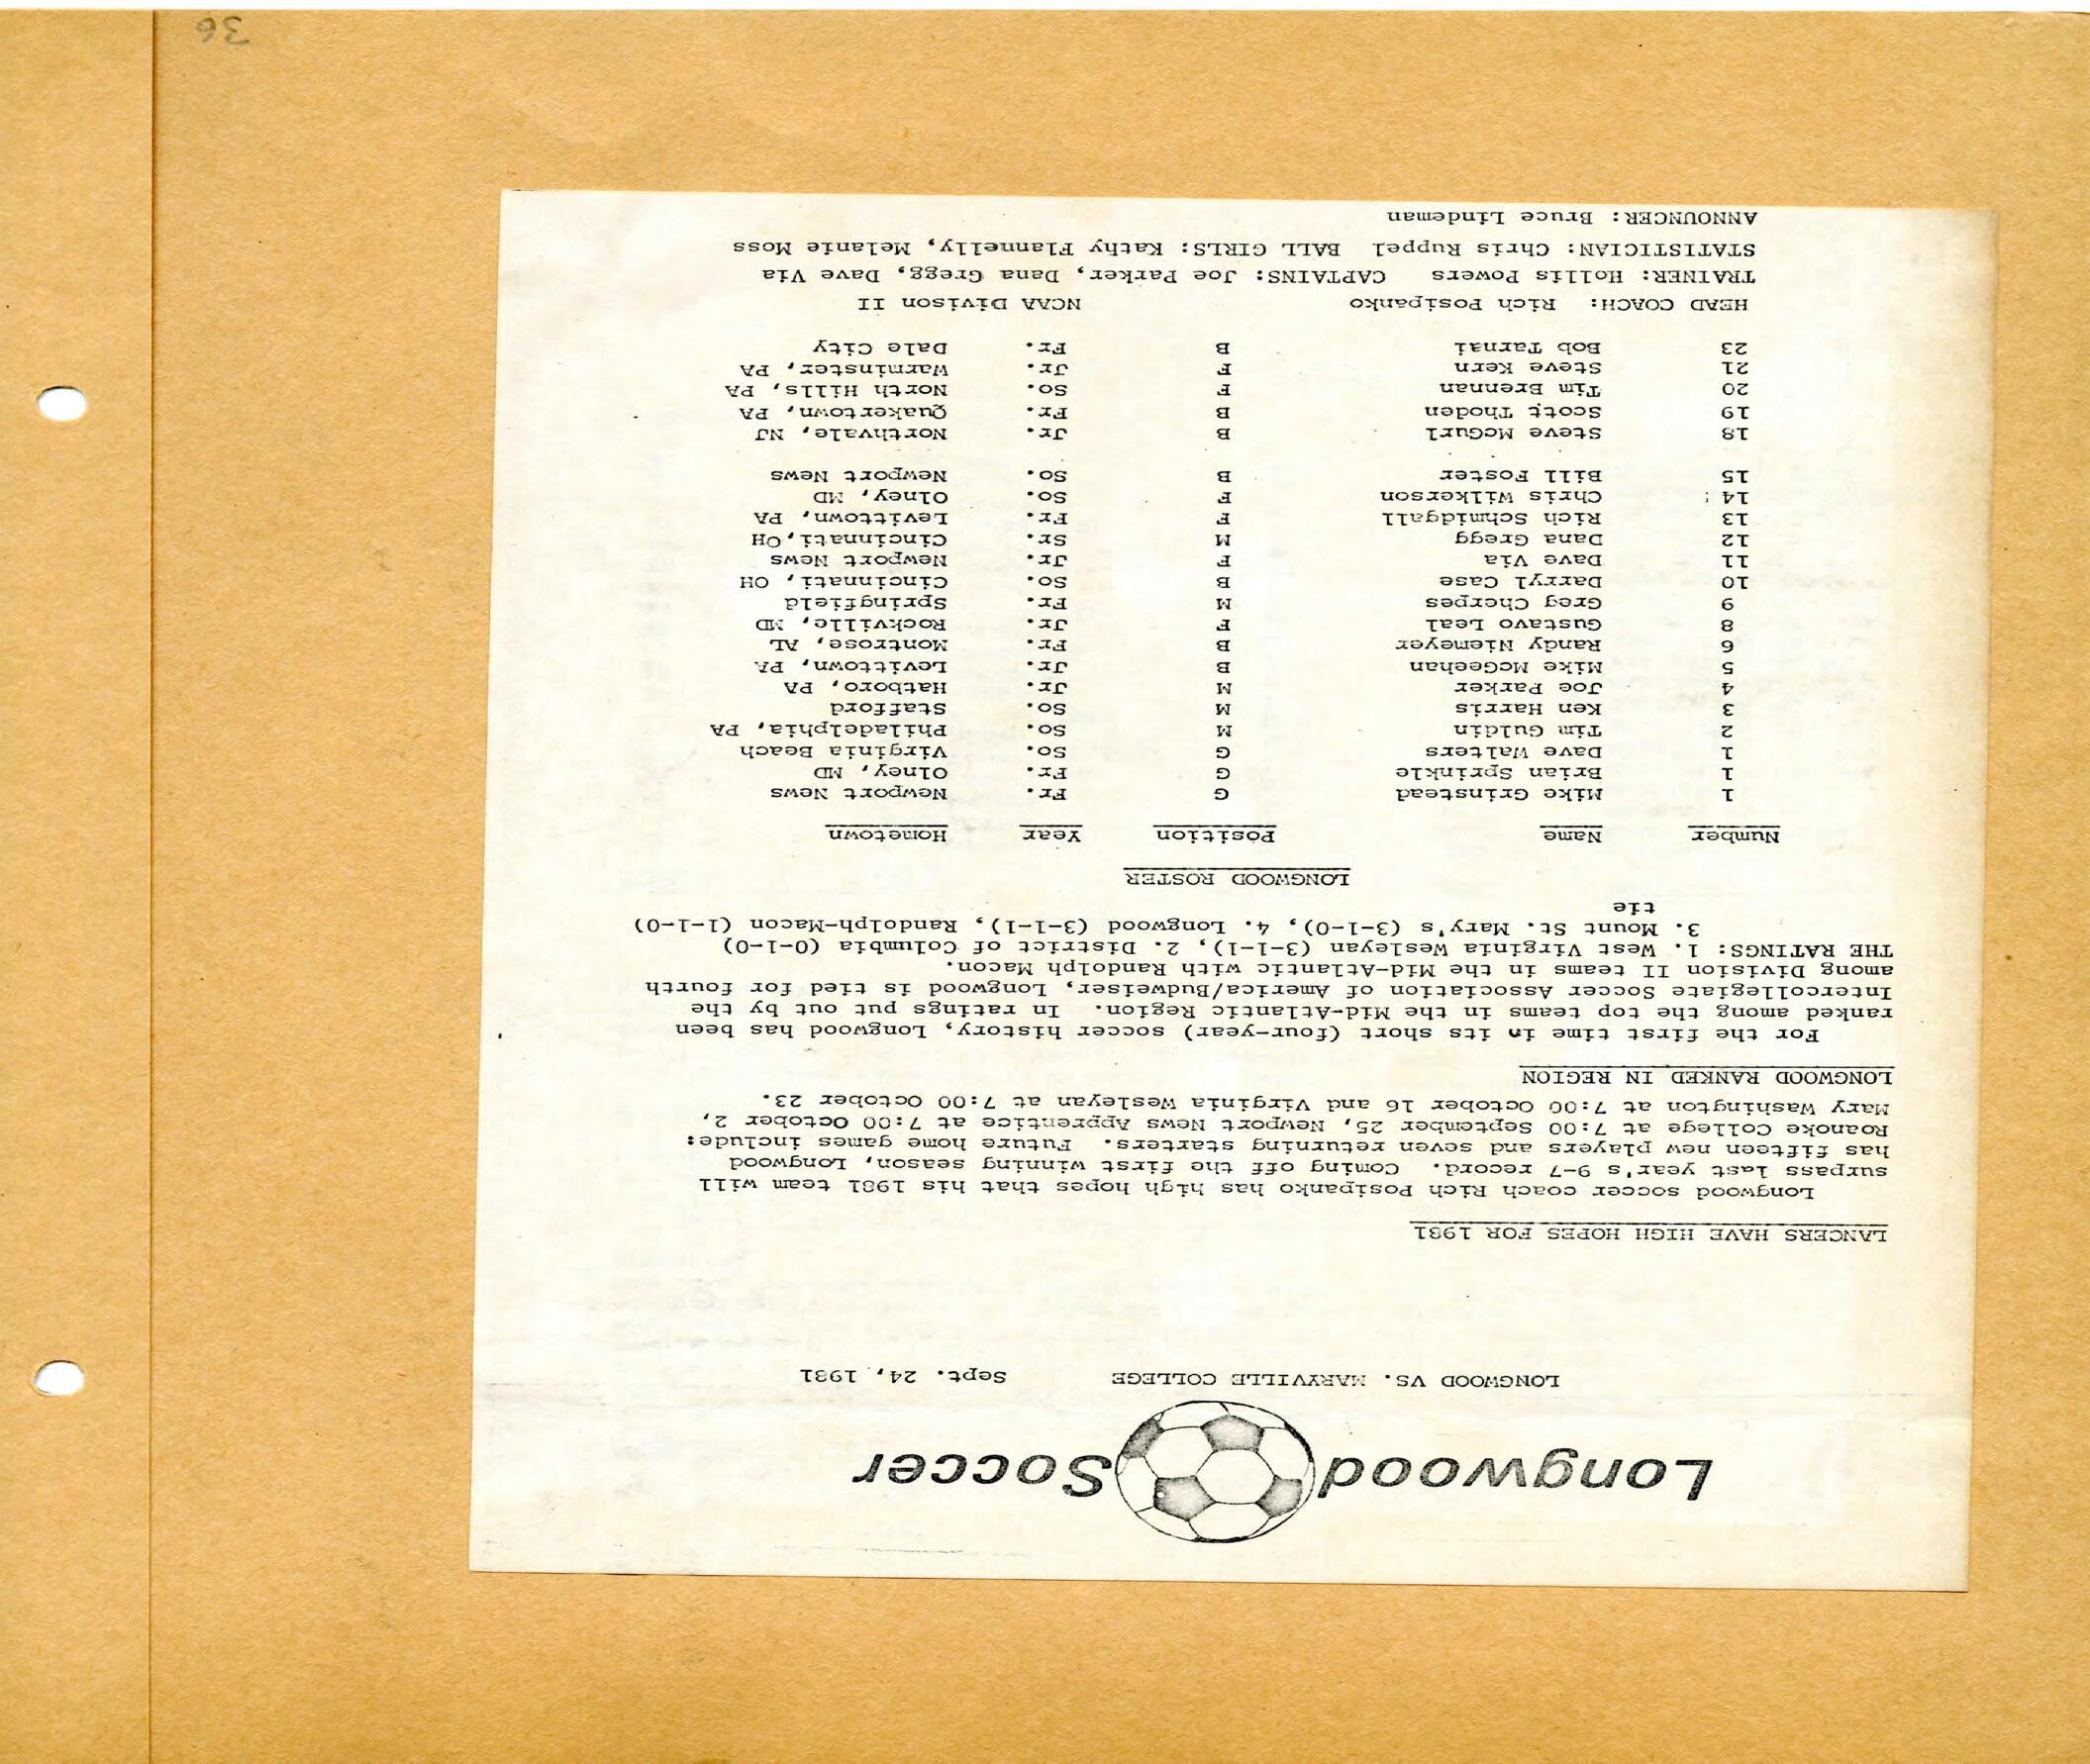 Longwood Soccer
LONGWOOD VS. MARYVILLE COLLEGE Sept. 24, 1981
LANCERS HAVE HIGH HOPES FOR 1981
Longwood soccer coach Rich Posipanko has high hopes that his 1981 team will
surpass last year's 9-7 record. Coming off the first winning season, Longwood
has fifteen new players and seven returning starters. Future home games include:
Roanoke College at 7:00 September 25, Newport News Apprentice at 7:00 October 2,
Mary Washington at 7:00 October 16 and Virginia Wesleyan at 7:00 October 23.
LONGWOOD RANKED IN REGION
For the first time in its short (four-year) soccer history, Longwood has been
ranked among the top teams in the Mid-Atlantic Region. In ratings put out by the
Intercollegiate Soccer Association of America/Budweiser, Longwood is tied for fourth
among Division II teams in the Mid-Atlantic with Randolph Macon.
THE RATINGS: 1. West Virginia Wesleyan (3-1-1), 2. District of Columbia (0-1-0)
3. Mount St. Mary's (3-1-0), 4. Longwood (3-1-1), Randolph-Macon (1-1-0)
tie
LONGWOOD ROSTER
Number Name Position Year Hometown
1 Mike Grinstead G Fr. Newport News
1 Brian Sprinkle G Fr. Olney, MD
1 Dave Walters G So. Virginia Beach
2 Tim Guldin M So. Philadelphia, PA
3 Ken Harris M So. Stafford
4 Joe Parker M Jr. Hatboro, PA
5 Mike McGeehan B Jr. Levittown, PA
6 Randy Niemeyer B Fr. Montrose, AL
8 Gustavo Leal F Jr. Rockville, MD
9 Greg Cherpes M Fr. Springfield
10 Darryl Case B So. Cincinnati, OH
11 Dave Via F Jr. Newport News
12 Dana Gregg M Sr. Cincinnati,OH
13 Rich Schmidgall F Fr. Levittown, PA
14 Chris Wilkerson F So. Olney, MD
15 Bill Foster B So. Newport News
18 Steve McGurl B Jr. Northvale, NJ
19 Scott Thoden B Fr. Quakertown, PA
20 Tim Brennan F So. North Hills, PA
21 Steve Kern F Jr. Warminster, PA
23 Bob Tarnai B Fr. Dale City
HEAD COACH: Rich Posipanko NCAA Divison II
TRAINER: Hollis Powers CAPTAINS: Joe Parker, Dana Gregg, Dave Via
STATISTICIAN: Chris Ruppel BALL GIRLS: Kathy Flannelly, Melanie Moss
ANNOUNCER: Bruce Lindeman
36